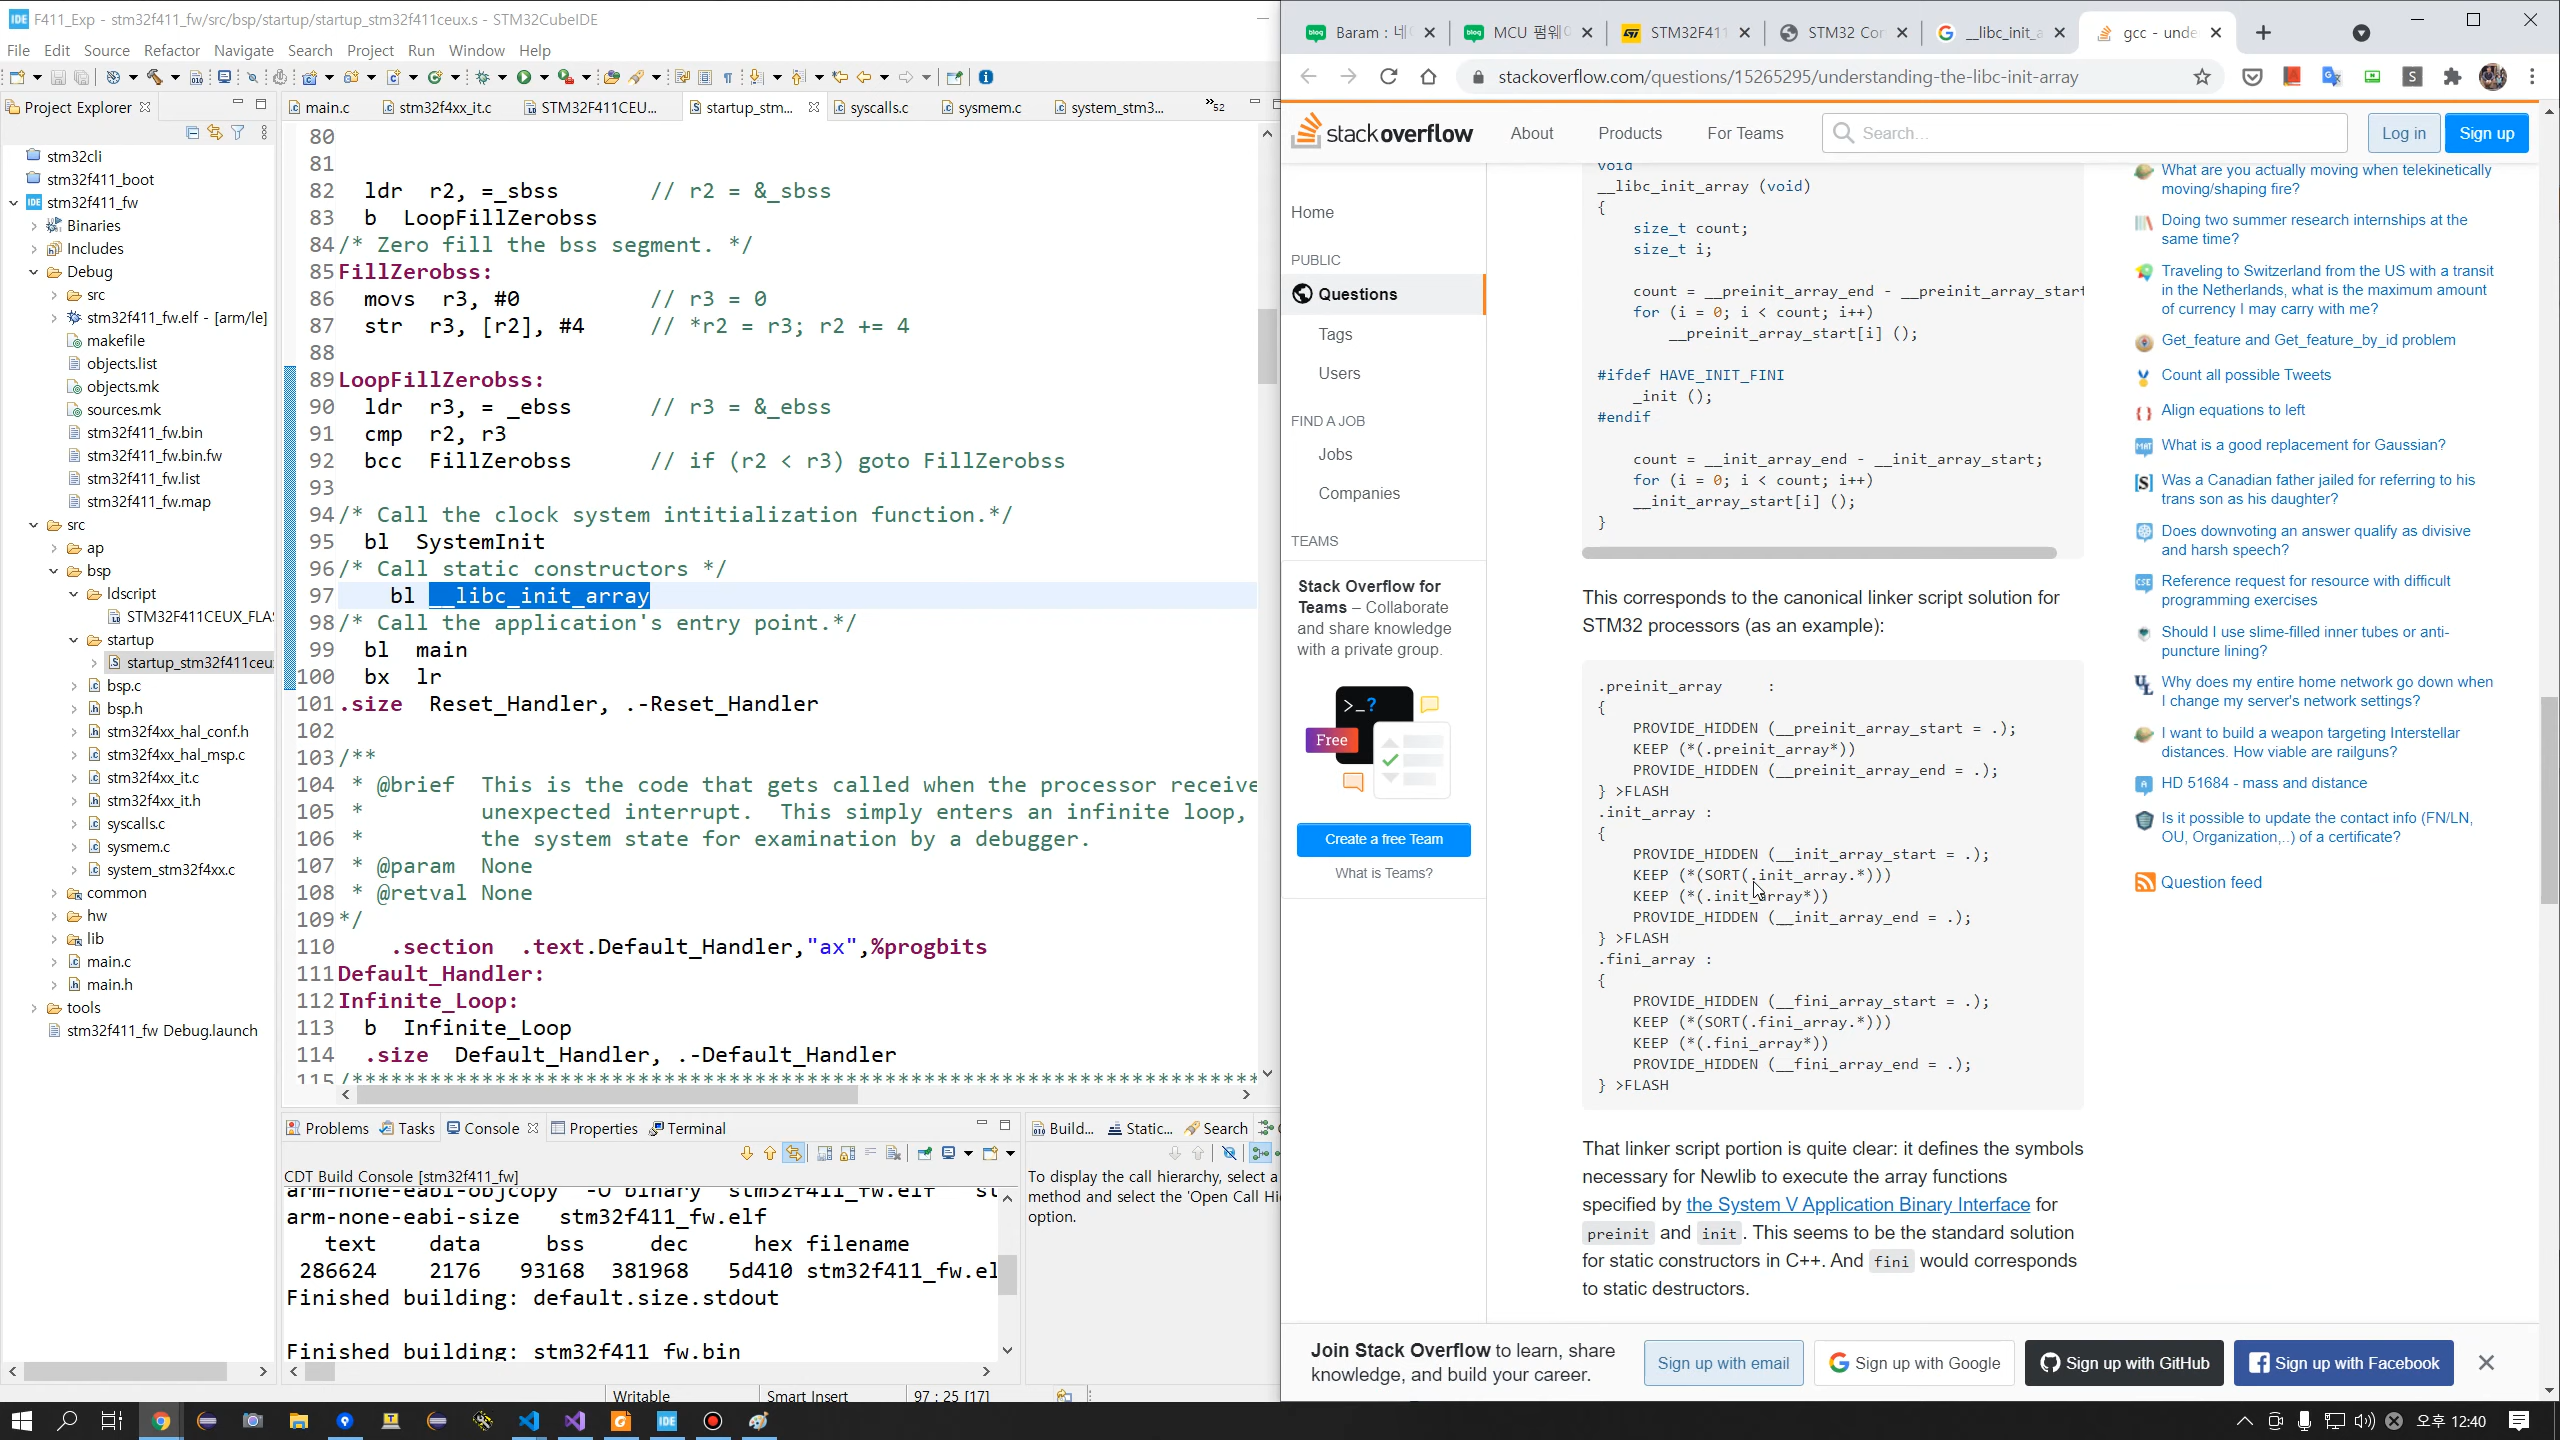 F411_Exp - stm32f411_fw/src/bsp/startup/startup_stm32f411ceux.s - STM32CubeIDE
File Edit Source Refactor Navigate Search Project Run Window Help
Project Explorer
stm32cli
stm32f411_boot
stm32f411_fw
Binaries
Includes
Debug
src
stm32f411_fw.elf - [arm/le]
makefile
objects.list
objects.mk
sources.mk
stm32f411_fw.bin
stm32f411_fw.bin.fw
stm32f411_fw.list
stm32f411_fw.map
src
ap
bsp
ldscript
STM32F411CEUX_FLA
startup
startup_stm32f411ceu
bsp.c
bsp.h
stm32f4xx_hal_conf.h
stm32f4xx_hal_msp.c
stm32f4xx_it.c
stm32f4xx_it.h
syscalls.c
sysmem.c
system_stm32f4xx.c
common
hw
lib
main.c
main.h
tools
stm32f411_fw Debug.launch
main.c stm32f4xx_it.c STM32F411CEU... startup_stm... syscalls.c sysmem.c system_stm3... »52
80
81
82 ldr r2, =_sbss // r2 = &_sbss
83 b LoopFillZerobss
84 /* Zero fill the bss segment. */
85 FillZerobss:
86 movs r3, #0 // r3 = 0
87 str r3, [r2], #4 // *r2 = r3; r2 += 4
88
89 LoopFillZerobss:
90 ldr r3, = _ebss // r3 = &_ebss
91 cmp r2, r3
92 bcc FillZerobss // if (r2 < r3) goto FillZerobss
93
94 /* Call the clock system intitialization function.*/
95 bl SystemInit
96 /* Call static constructors */
97 bl __libc_init_array
98 /* Call the application's entry point.*/
99 bl main
100 bx lr
101 .size Reset_Handler, .-Reset_Handler
102
103 /**
104 * @brief This is the code that gets called when the processor receive
105 * unexpected interrupt. This simply enters an infinite loop,
106 * the system state for examination by a debugger.
107 * @param None
108 * @retval None
109 */
110 .section .text.Default_Handler,"ax",%progbits
111 Default_Handler:
112 Infinite_Loop:
113 b Infinite_Loop
114 .size Default_Handler, .-Default_Handler
115 /***********************************************************************
Problems Tasks Console Properties Terminal
CDT Build Console [stm32f411_fw]
arm-none-eabi-objcopy -O binary stm32f411_fw.elf st
arm-none-eabi-size stm32f411_fw.elf
text data bss dec hex filename
286624 2176 93168 381968 5d410 stm32f411_fw.el
Finished building: default.size.stdout
Finished building: stm32f411_fw.bin
Build... Static... Search
To display the call hierarchy, select a
method and select the 'Open Call Hi
option.
Writable Smart Insert 97 : 25 [17]
Baram : 네 MCU 펌웨 STM32F411 STM32 Cor __libc_init_a gcc - unde
stackoverflow.com/questions/15265295/understanding-the-libc-init-array
stackoverflow About Products For Teams Search... Log in Sign up
Home
PUBLIC
Questions
Tags
Users
FIND A JOB
Jobs
Companies
TEAMS
Stack Overflow for
Teams – Collaborate
and share knowledge
with a private group.
>_?
Free
Create a free Team
What is Teams?
void
__libc_init_array (void)
{
size_t count;
size_t i;
count = __preinit_array_end - __preinit_array_start
for (i = 0; i < count; i++)
__preinit_array_start[i] ();
#ifdef HAVE_INIT_FINI
_init ();
#endif
count = __init_array_end - __init_array_start;
for (i = 0; i < count; i++)
__init_array_start[i] ();
}
This corresponds to the canonical linker script solution for
STM32 processors (as an example):
.preinit_array :
{
PROVIDE_HIDDEN (__preinit_array_start = .);
KEEP (*(.preinit_array*))
PROVIDE_HIDDEN (__preinit_array_end = .);
} >FLASH
.init_array :
{
PROVIDE_HIDDEN (__init_array_start = .);
KEEP (*(SORT(.init_array.*)))
KEEP (*(.init_array*))
PROVIDE_HIDDEN (__init_array_end = .);
} >FLASH
.fini_array :
{
PROVIDE_HIDDEN (__fini_array_start = .);
KEEP (*(SORT(.fini_array.*)))
KEEP (*(.fini_array*))
PROVIDE_HIDDEN (__fini_array_end = .);
} >FLASH
That linker script portion is quite clear: it defines the symbols
necessary for Newlib to execute the array functions
specified by the System V Application Binary Interface for
preinit and init . This seems to be the standard solution
for static constructors in C++. And fini would corresponds
to static destructors.
What are you actually moving when telekinetically
moving/shaping fire?
Doing two summer research internships at the
same time?
Traveling to Switzerland from the US with a transit
in the Netherlands, what is the maximum amount
of currency I may carry with me?
Get_feature and Get_feature_by_id problem
Count all possible Tweets
Align equations to left
What is a good replacement for Gaussian?
Was a Canadian father jailed for referring to his
trans son as his daughter?
Does downvoting an answer qualify as divisive
and harsh speech?
Reference request for resource with difficult
programming exercises
Should I use slime-filled inner tubes or anti-
puncture lining?
Why does my entire home network go down when
I change my server's network settings?
I want to build a weapon targeting Interstellar
distances. How viable are railguns?
HD 51684 - mass and distance
Is it possible to update the contact info (FN/LN,
OU, Organization,..) of a certificate?
Question feed
Join Stack Overflow to learn, share
knowledge, and build your career.
Sign up with email Sign up with Google Sign up with GitHub Sign up with Facebook
오후 12:40